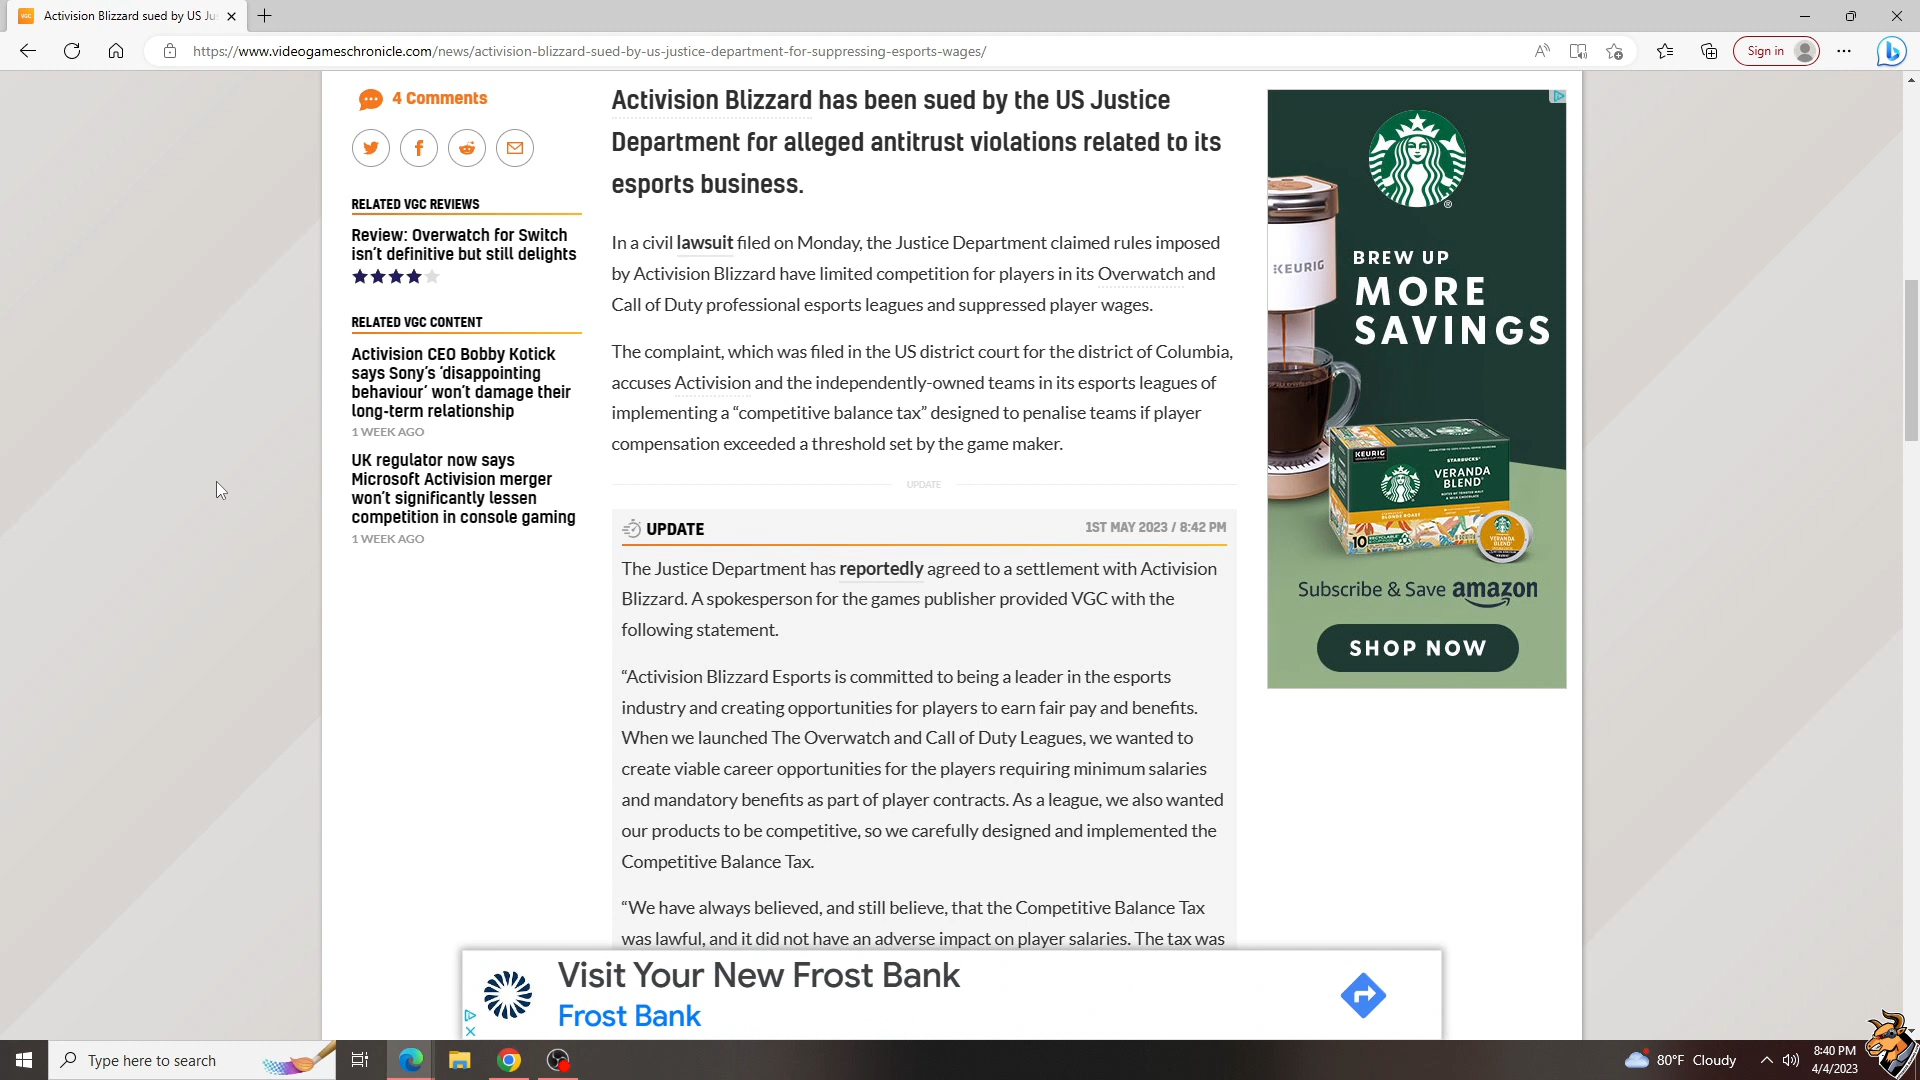 Activision Blizzard sued by US Ju
https://www.videogameschronicle.com/news/activision-blizzard-sued-by-us-justice-department-for-suppressing-esports-wages/
Sign in
4 Comments
RELATED VGC REVIEWS
Review: Overwatch for Switch
isn't definitive but still delights
RELATED VGC CONTENT
Activision CEO Bobby Kotick
says Sony's ‘disappointing
behaviour’ won't damage their
long-term relationship
1 WEEK AGO
UK regulator now says
Microsoft Activision merger
won't significantly lessen
competition in console gaming
1 WEEK AGO
Activision Blizzard has been sued by the US Justice
Department for alleged antitrust violations related to its
esports business.
In a civil lawsuit filed on Monday, the Justice Department claimed rules imposed
by Activision Blizzard have limited competition for players in its Overwatch and
Call of Duty professional esports leagues and suppressed player wages.
The complaint, which was filed in the US district court for the district of Columbia,
accuses Activision and the independently-owned teams in its esports leagues of
implementing a “competitive balance tax” designed to penalise teams if player
compensation exceeded a threshold set by the game maker.
UPDATE
UPDATE 1ST MAY 2023 / 8:42 PM
The Justice Department has reportedly agreed to a settlement with Activision
Blizzard. A spokesperson for the games publisher provided VGC with the
following statement.
“Activision Blizzard Esports is committed to being a leader in the esports
industry and creating opportunities for players to earn fair pay and benefits.
When we launched The Overwatch and Call of Duty Leagues, we wanted to
create viable career opportunities for the players requiring minimum salaries
and mandatory benefits as part of player contracts. As a league, we also wanted
our products to be competitive, so we carefully designed and implemented the
Competitive Balance Tax.
“We have always believed, and still believe, that the Competitive Balance Tax
was lawful, and it did not have an adverse impact on player salaries. The tax was
KEURIG
BREW UP
MORE
SAVINGS
KEURIG
STARBUCKS
VERANDA
BLEND
BLONDE ROAST
10
VERANDA
BLEND
Subscribe & Save amazon
SHOP NOW
Visit Your New Frost Bank
Frost Bank
Type here to search
80°F Cloudy
8:40 PM
4/4/2023